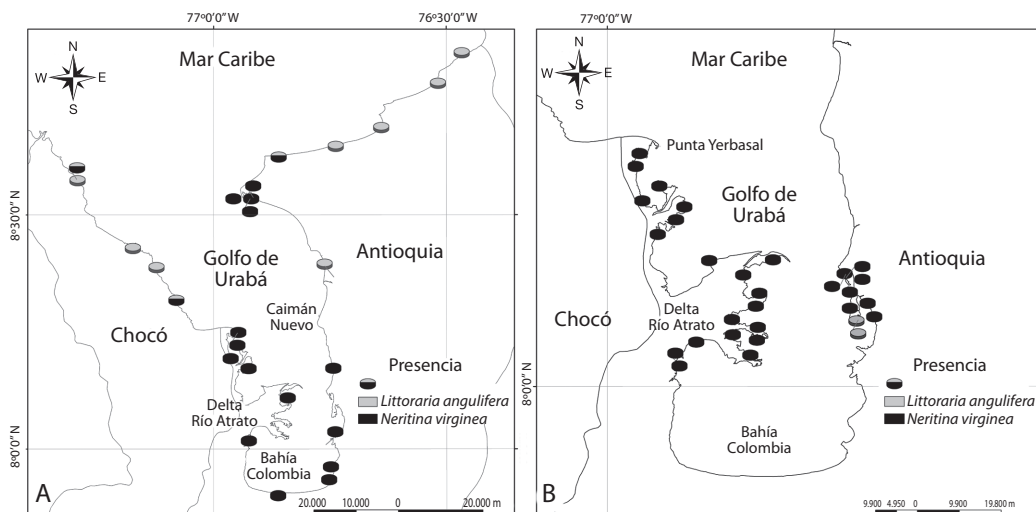 77°0'0"W
76°30'0"W
Mar Caribe
N
W
E
S
8°30'0"N
Golfo de
Urabá
Antioquia
Caimán
Nuevo
Chocó
Presencia
Littoraria angulifera
Neritina virginea
Delta
Río Atrato
8°0'0"N
Bahía
Colombia
A
20.000
10.000
0
20.000 m
77°0'0"W
Mar Caribe
N
W
E
S
Punta Yerbasal
Golfo de
Urabá
Antioquia
Delta
Río Atrato
Chocó
Presencia
8°0'0"N
Littoraria angulifera
Neritina virginea
Bahía
Colombia
B
9.900
4.950
0
9.900
19.800 m